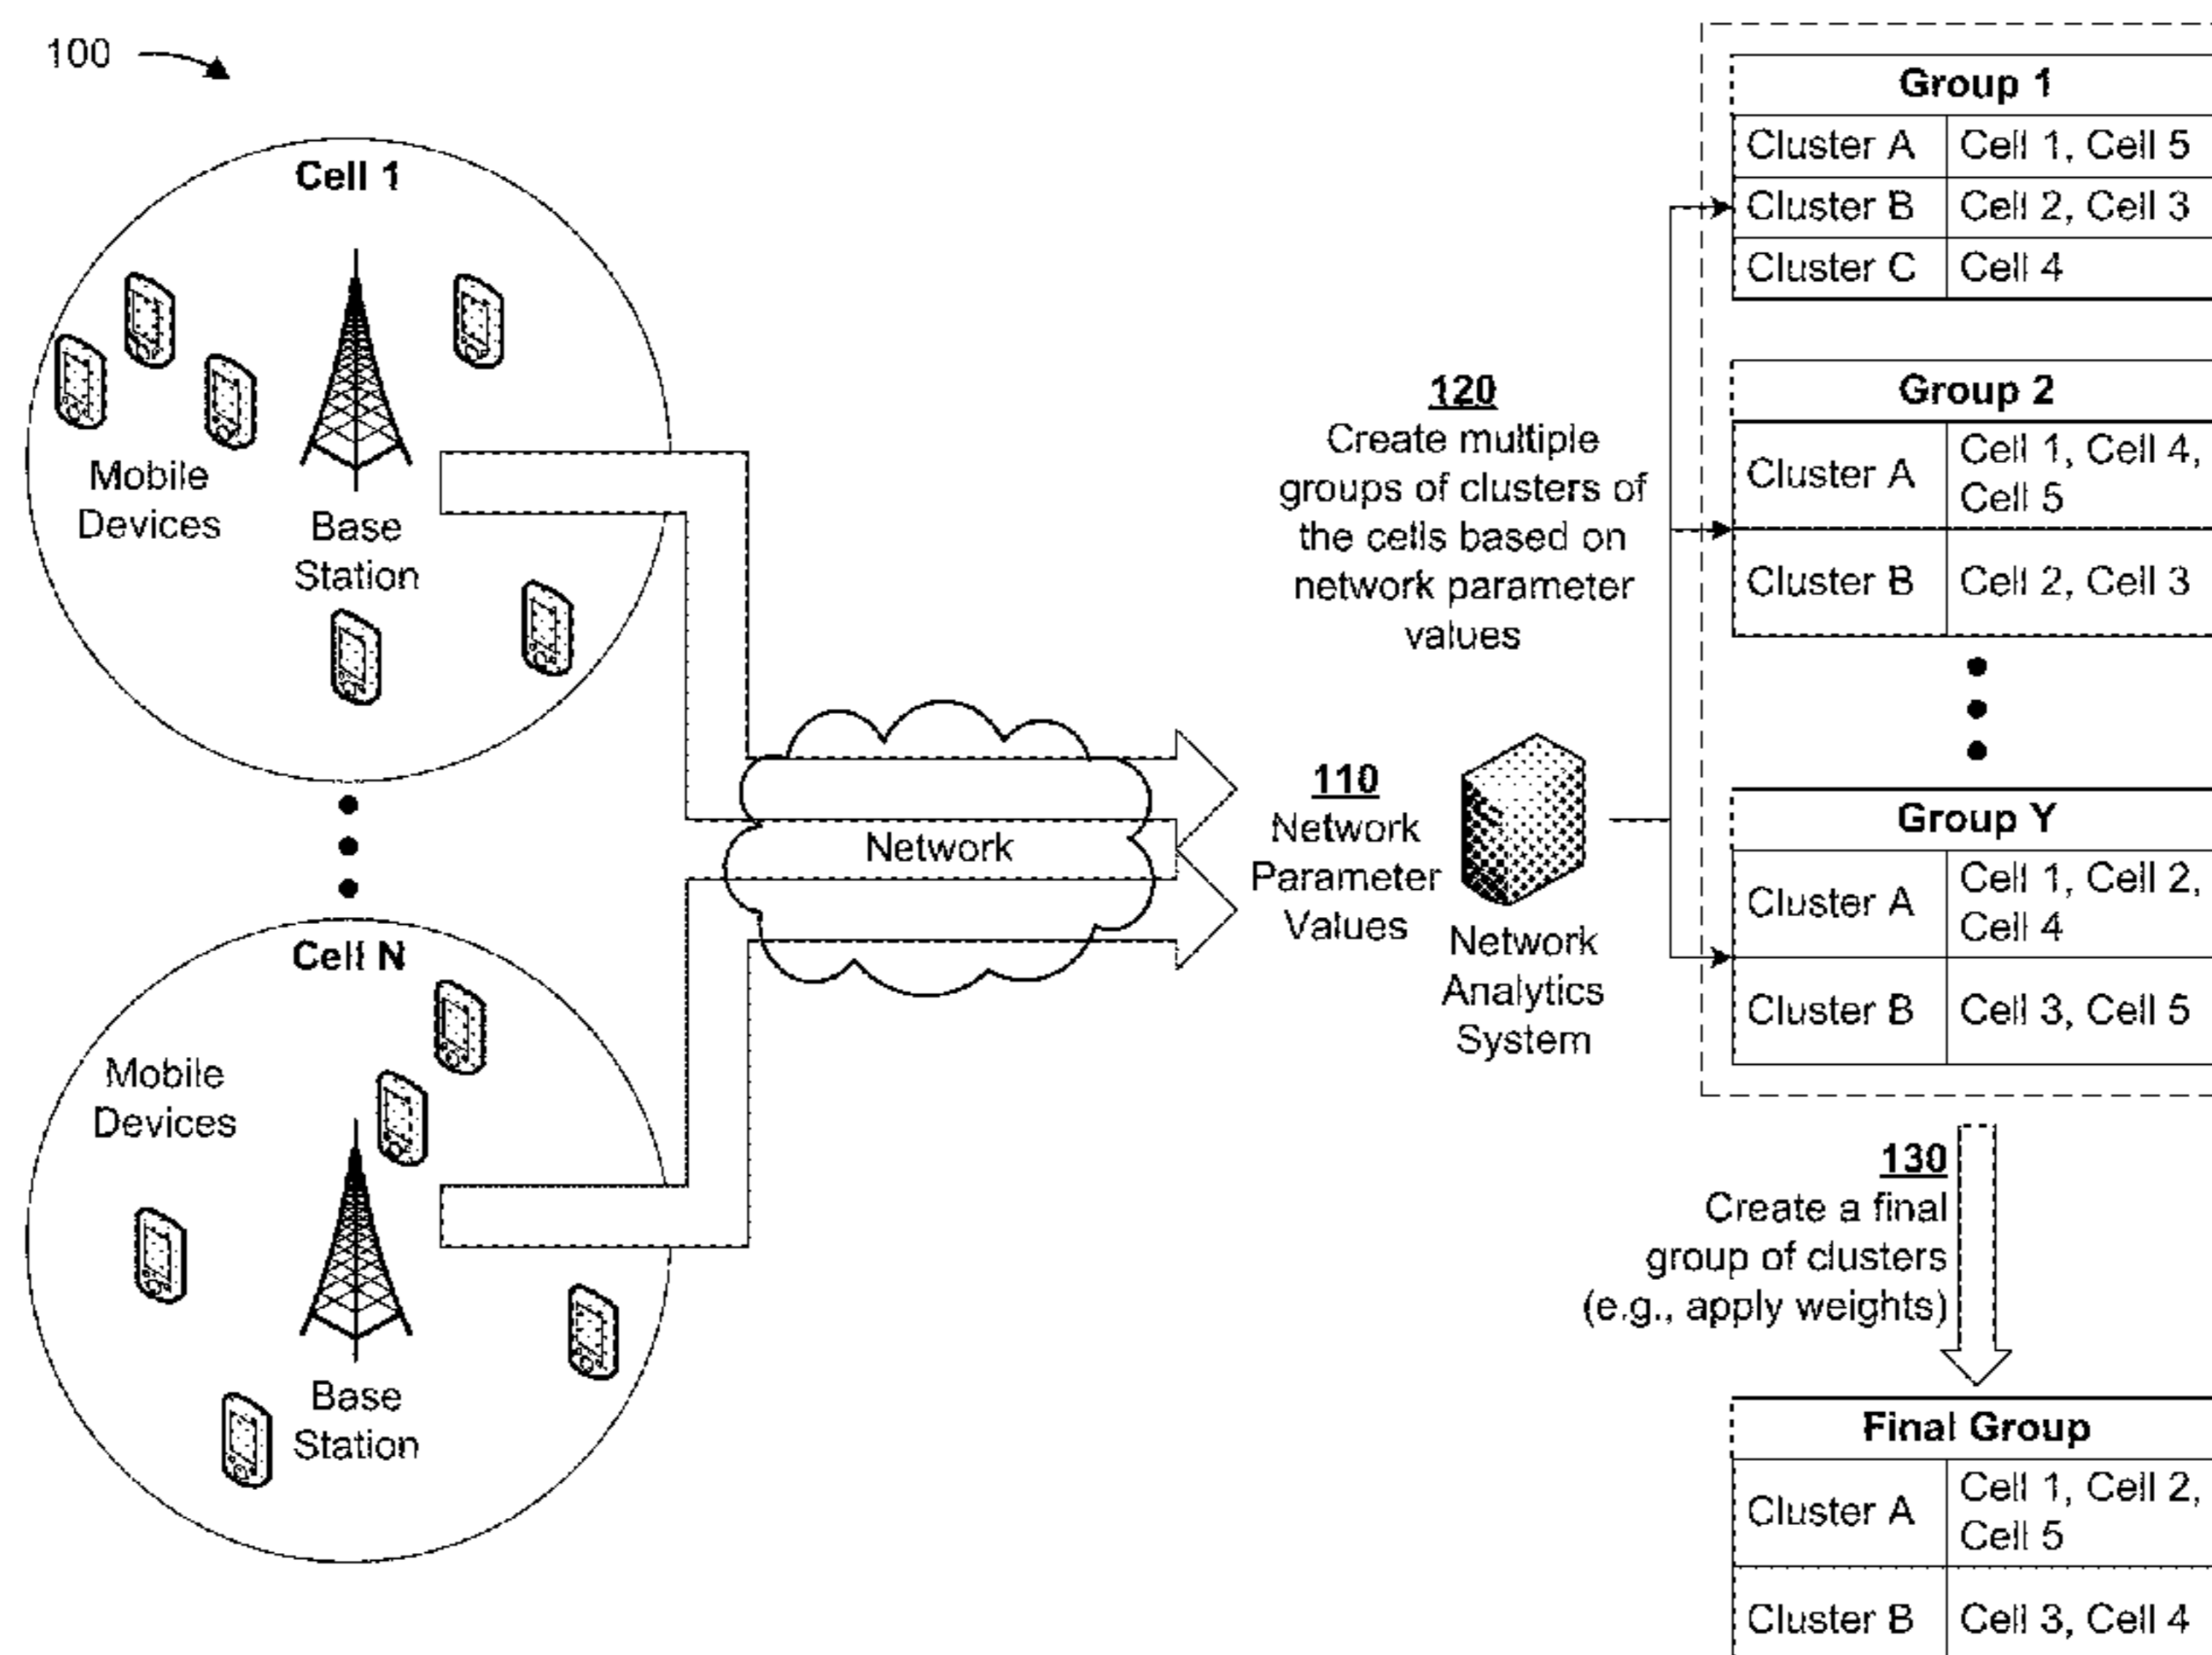 100
Cell 1
Mobile
Devices
Base
Station
Cell N
Mobile
Devices
Base
Station
Network
110
Network
Parameter
Values
120
Create multiple
groups of clusters of
the cells based on
network parameter
values
Network
Analytics
System
Group 1
Cluster A Cell 1, Cell 5
Cluster B Cell 2, Cell 3
Cluster C Cell 4
Group 2
Cluster A Cell 1, Cell 4,
Cell 5
Cluster B Cell 2, Cell 3
Group Y
Cluster A Cell 1, Cell 2,
Cell 4
Cluster B Cell 3, Cell 5
130
Create a final
group of clusters
(e.g., apply weights)
Final Group
Cluster A Cell 1, Cell 2,
Cell 5
Cluster B Cell 3, Cell 4